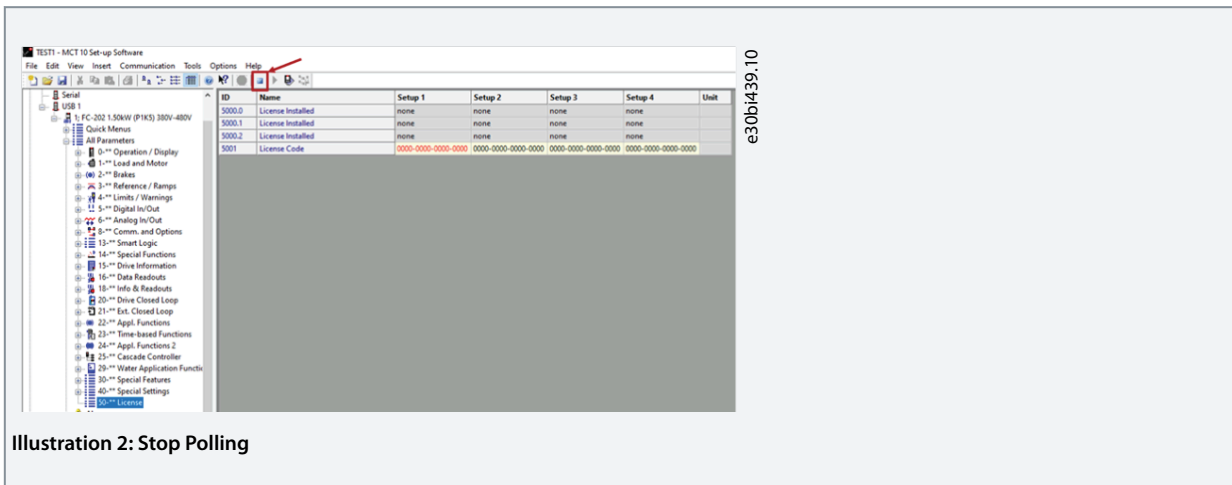 TEST1 - MCT 10 Set-up Software
File Edit View Insert Communication Tools Options Help
Serial
USB 1
1; FC-202 1.50kW (P1K5) 380V-480V
Quick Menus
All Parameters
0-** Operation / Display
1-** Load and Motor
2-** Brakes
3-** Reference / Ramps
4-** Limits / Warnings
5-** Digital In/Out
6-** Analog In/Out
8-** Comm. and Options
13-** Smart Logic
14-** Special Functions
15-** Drive Information
16-** Data Readouts
18-** Info & Readouts
20-** Drive Closed Loop
21-** Ext. Closed Loop
22-** Appl. Functions
23-** Time-based Functions
24-** Appl. Functions 2
25-** Cascade Controller
29-** Water Application Functio
30-** Special Features
40-** Special Settings
50-** License
ID Name Setup 1 Setup 2 Setup 3 Setup 4 Unit
5000.0 License Installed none none none none
5000.1 License Installed none none none none
5000.2 License Installed none none none none
5001 License Code 0000-0000-0000-0000 0000-0000-0000-0000 0000-0000-0000-0000 0000-0000-0000-0000
e30bi439.10
Illustration 2: Stop Polling